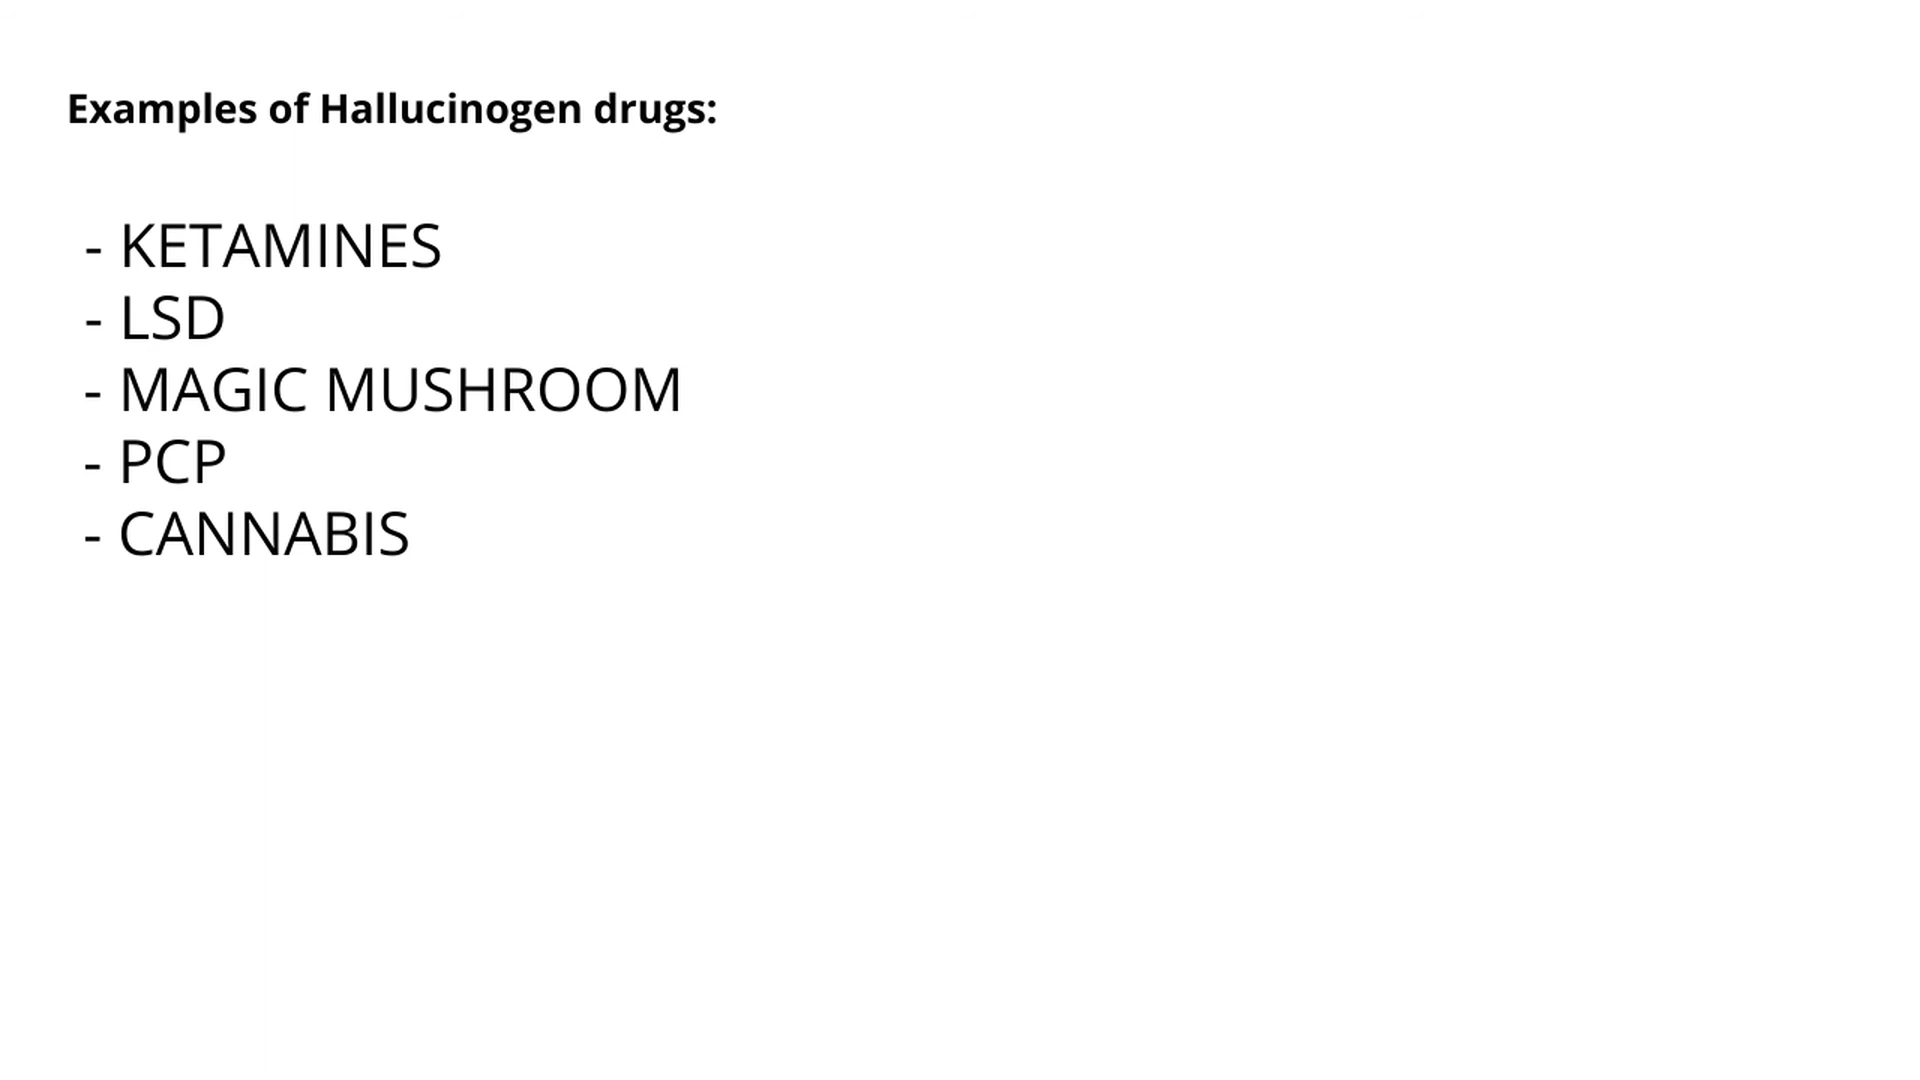 Examples of Hallucinogen drugs:
- KETAMINES
- LSD
- MAGIC MUSHROOM
- PCP
- CANNABIS